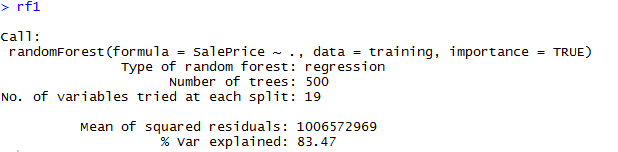 > rf1
Call:
randomForest(formula = SalePrice ~ ., data = training, importance = TRUE)
Type of random forest: regression
Number of trees: 500
No. of variables tried at each split: 19
Mean of squared residuals: 1006572969
% Var explained: 83.47